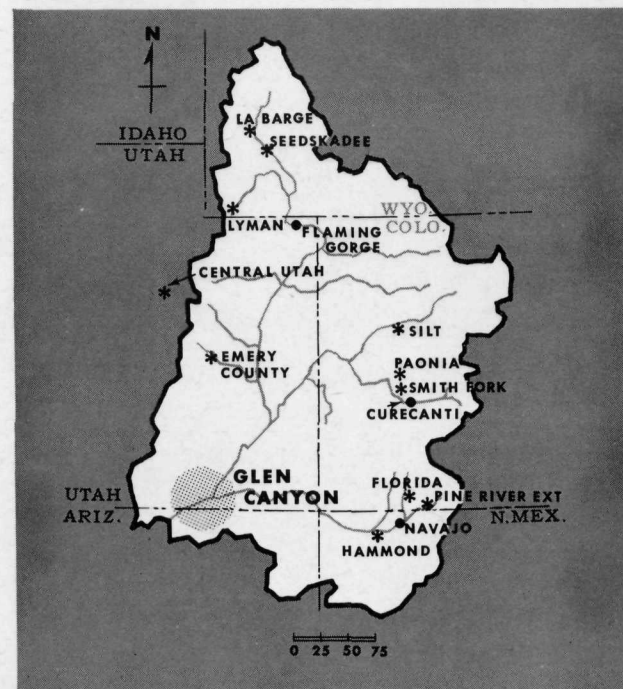 N
LA BARGE
IDAHO
SEEDSKADEE
UTAH
WYO.
LYMAN
COLO.
FLAMING
GORGE
CENTRAL UTAH
SILT
EMERY
COUNTY
PAONIA
SMITH FORK
CURECANTI
GLEN
CANYON
FLORIDA
UTAH
PINE RIVER EXT
ARIZ.
N.MEX.
NAVAJO
HAMMOND
0 25 50 75